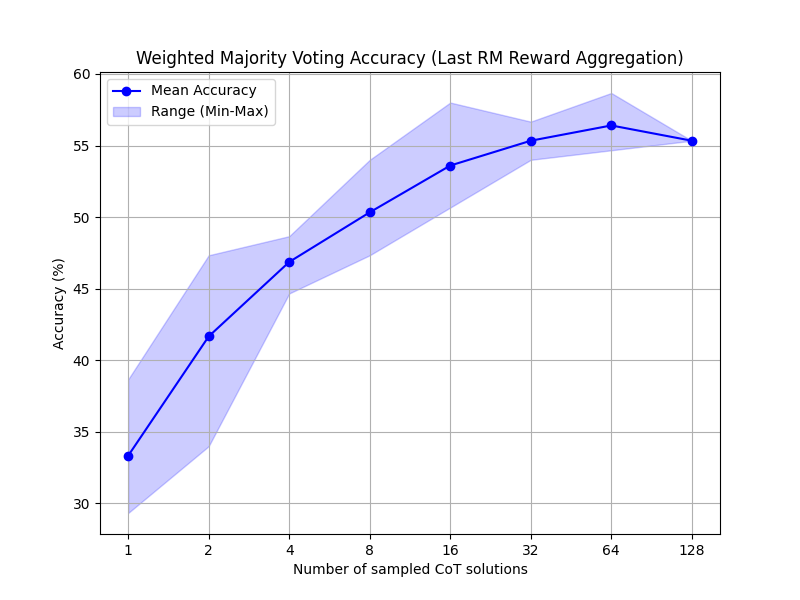 Weighted Majority Voting Accuracy (Last RM Reward Aggregation)
Mean Accuracy
Range (Min-Max)
Accuracy (%)
60
55
50
45
40
35
30
1 2 4 8 16 32 64 128
Number of sampled CoT solutions